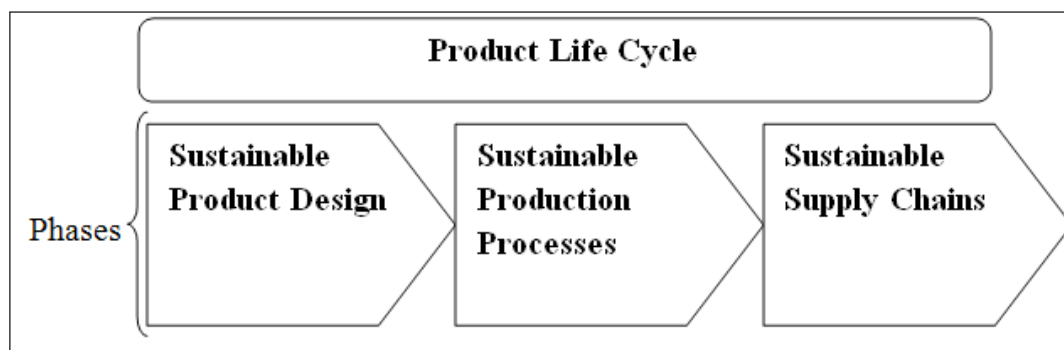 Product Life Cycle
Phases
Sustainable
Product Design
Sustainable
Production
Processes
Sustainable
Supply Chains